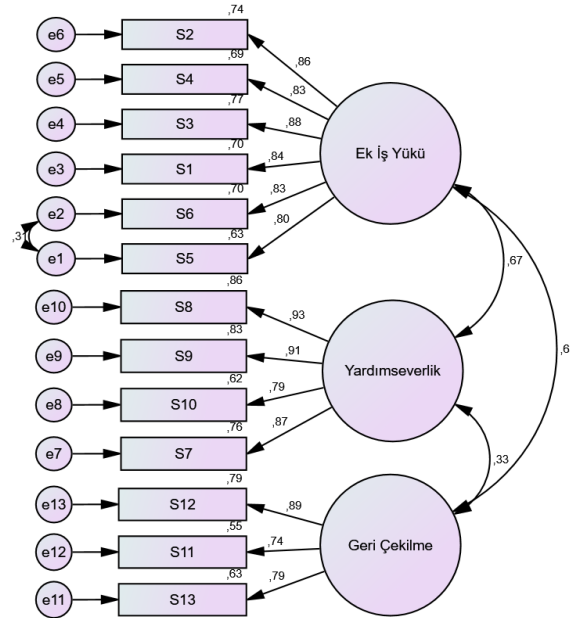 ,74
e6 S2
,86
,69
e5 S4
,83
,77
e4 S3
,88
Ek İş Yükü
,70
e3 S1
,84
,70
e2 S6
,83
,31
,63
e1 S5
,80
,67
,86
e10 S8
,93
,83
e9 S9
,91
,6
Yardımseverlik
,62
e8 S10
,79
,76
e7 S7
,87
,33
,79
e13 S12
,89
,55
e12 S11
,74
Geri Çekilme
,63
e11 S13
,79